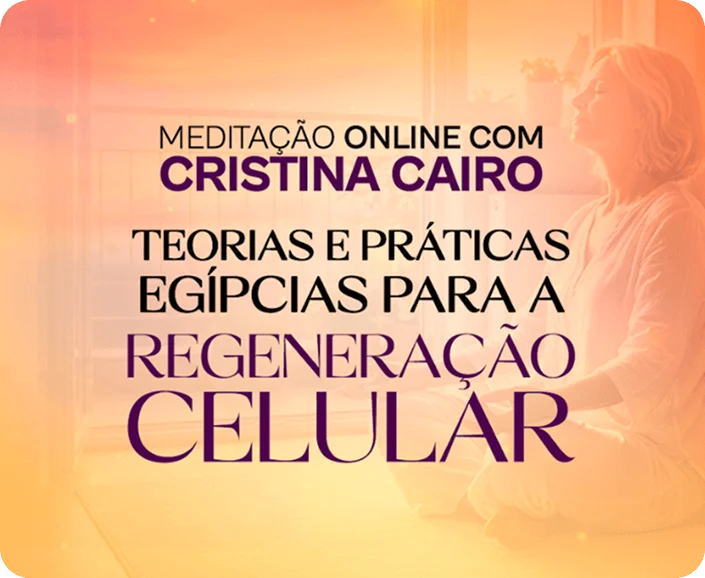 MEDITAÇÃO ONLINE COM
CRISTINA CAIRO
TEORIAS E PRÁTICAS
EGÍPCIAS PARA A
REGENERAÇÃO
CELULAR